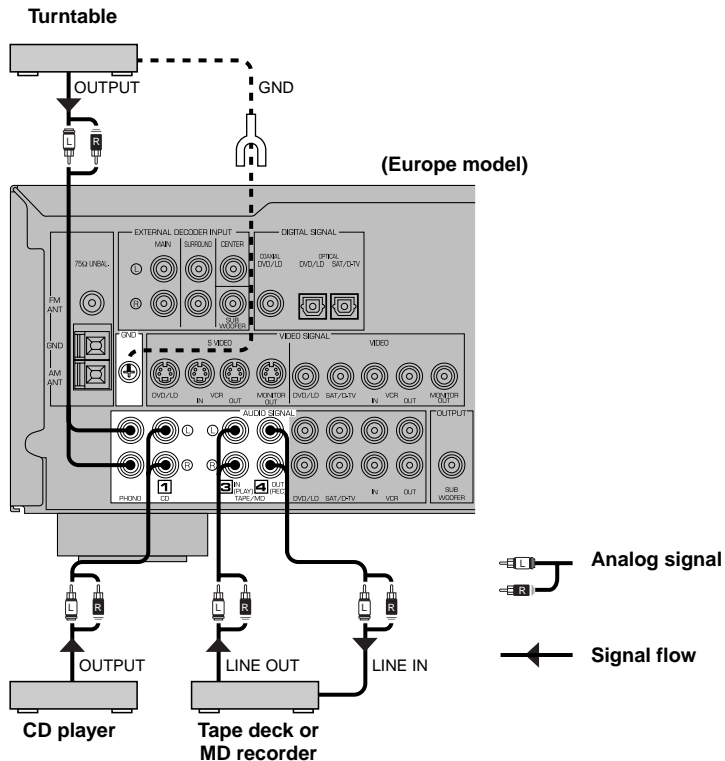 Turntable
OUTPUT
GND
L R
(Europe model)
EXTERNAL DECODER INPUT
MAIN SURROUND CENTER
L
R
SUB
WOOFER
DIGITAL SIGNAL
COAXIAL
DVD/LD
OPTICAL
DVD/LD SAT/D-TV
75Ω UNBAL.
FM
ANT
GND
AM
ANT
GND
VIDEO SIGNAL
S VIDEO
VIDEO
DVD/LD
IN VCR OUT
MONITOR
OUT
DVD/LD SAT/D-TV
IN VCR OUT
MONITOR
OUT
AUDIO SIGNAL
L L
R R
PHONO
1
CD
3 IN
(PLAY)
4 OUT
(REC)
TAPE/MD
DVD/LD SAT/D-TV
IN VCR OUT
OUTPUT
SUB
WOOFER
L R
L R
L R
OUTPUT
LINE OUT
LINE IN
CD player
Tape deck or
MD recorder
L
R
Analog signal
Signal flow